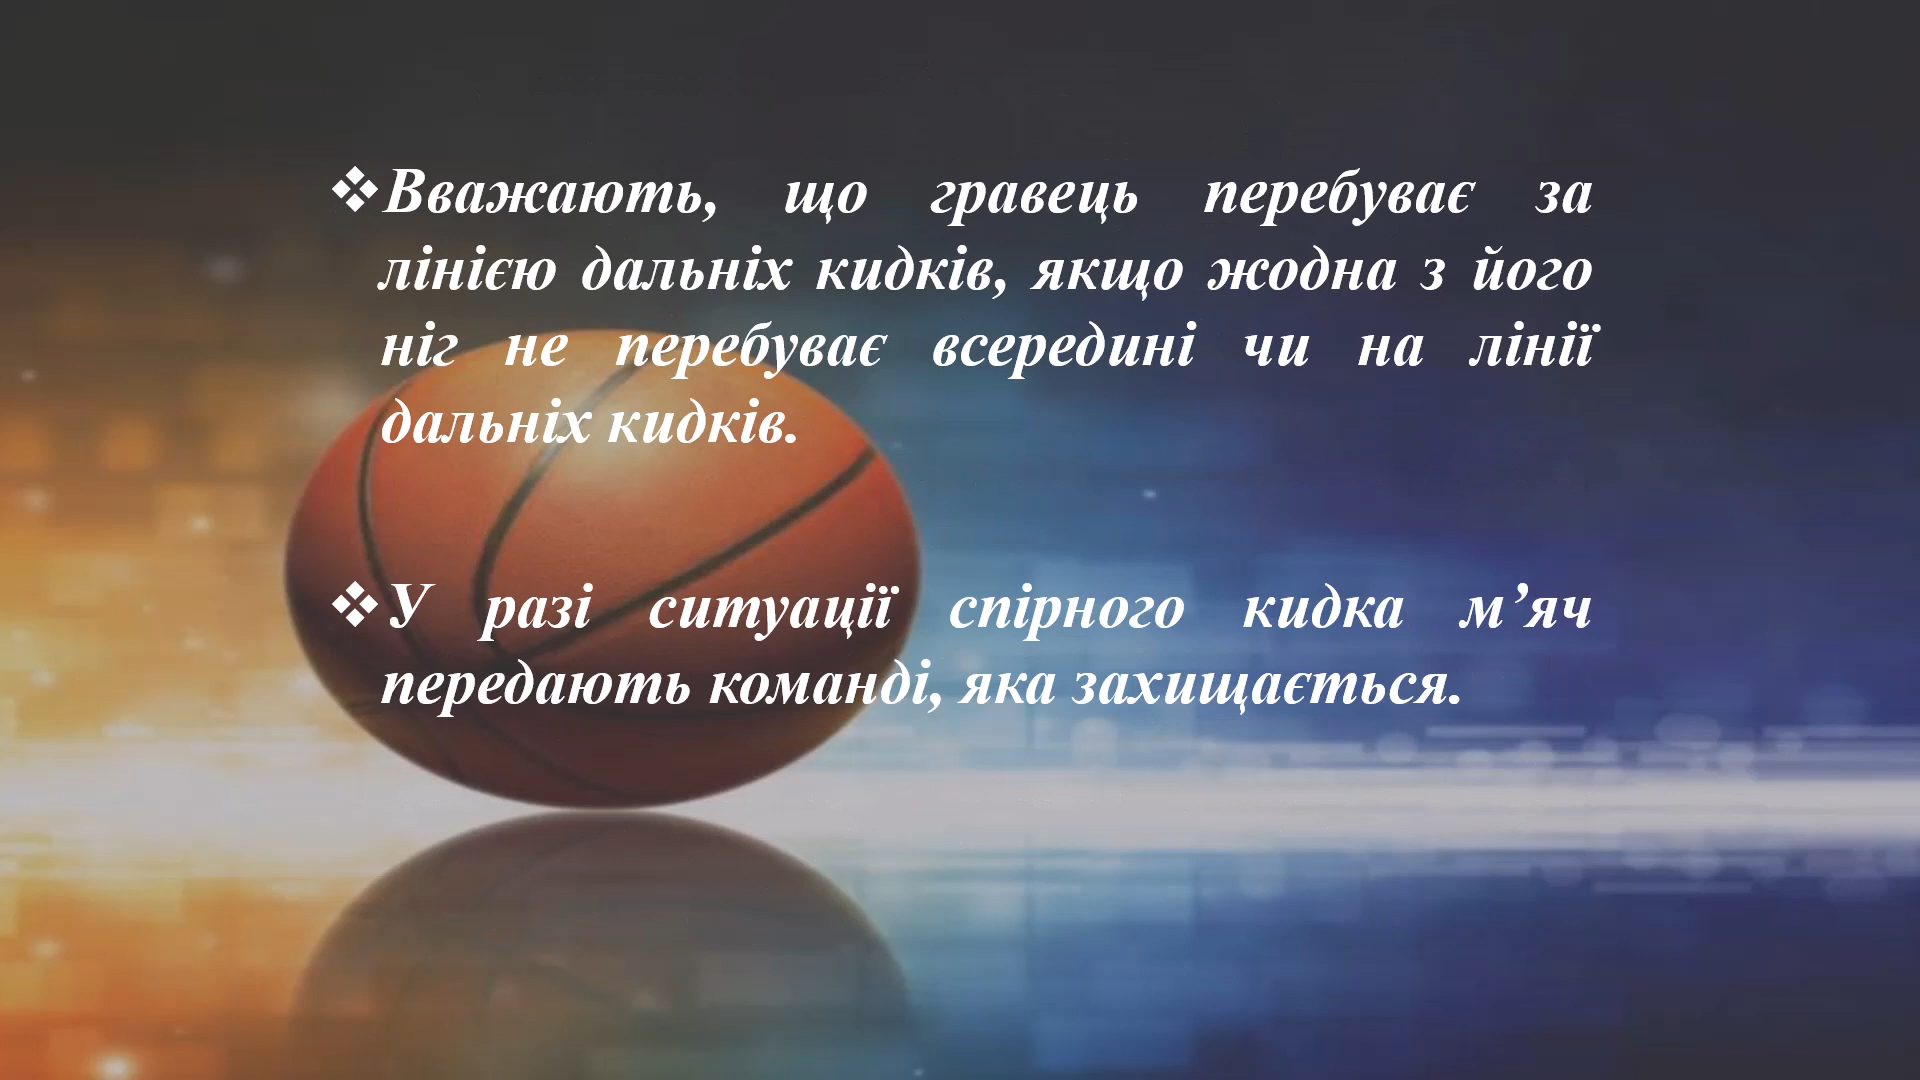 ❖Вважають, що гравець перебуває за
лінією дальніх кидків, якщо жодна з його
ніг не перебуває всередині чи на лінії
дальніх кидків.
❖У разі ситуації спірного кидка м’яч
передають команді, яка захищається.